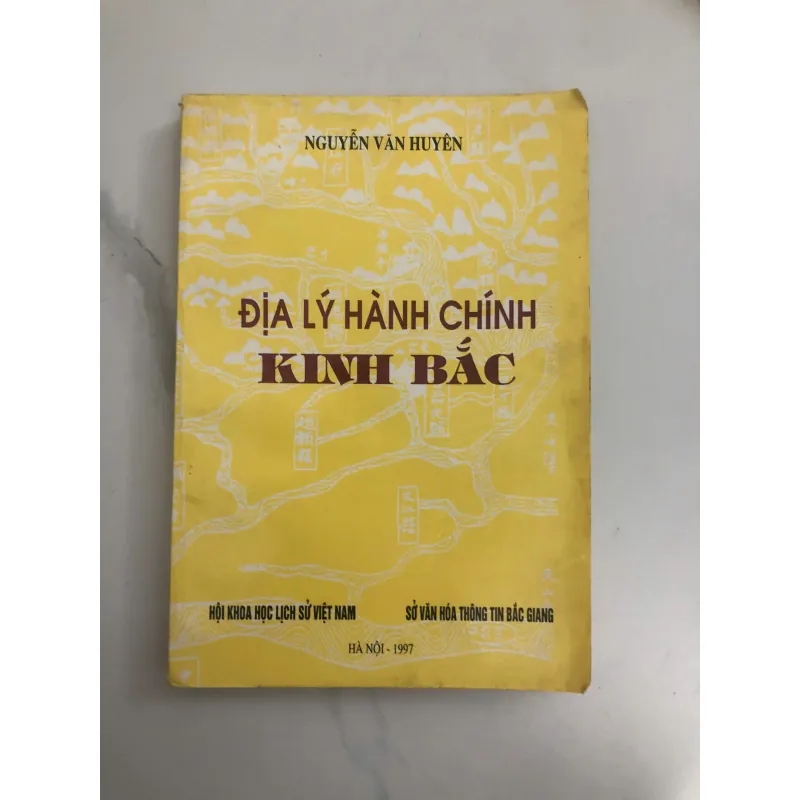 NGUYỄN VĂN HUYÊN
ĐỊA LÝ HÀNH CHÍNH
KINH BẮC
HỘI KHOA HỌC LỊCH SỬ VIỆT NAM
SỞ VĂN HÓA THÔNG TIN BẮC GIANG
HÀ NỘI - 1997